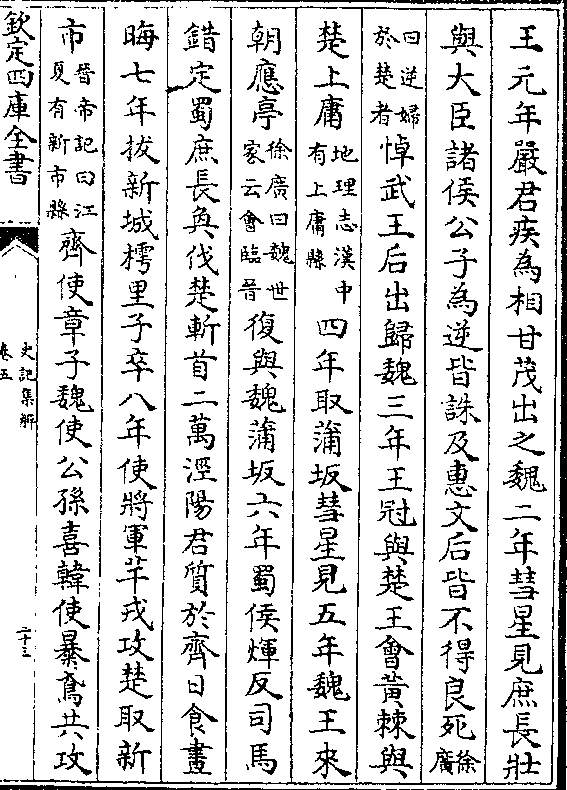 王元年嚴君疾為相甘茂出之魏二年彗星見庶長壯
與大臣諸侯公子為逆皆誅及惠文后皆不得良死徐廣
曰逆婦於楚者悼武王后出歸魏三年王冠與楚王會黃棘與
楚上庸地理志漢中有上庸縣四年取蒲坂彗星見五年魏王來
朝應亭徐廣曰魏世家云會臨晉復與魏蒲坂六年蜀侯煇反司馬
錯定蜀庶長奐伐楚斬首二萬涇陽君質於齊日食晝
晦七年拔新城樗里子卒八年使將軍芊戎攻楚取新
市晉帝記曰江夏有新市縣齊使章子魏使公孫喜韓使暴鳶共攻
欽定四庫全書
史記集解
卷五
二十三